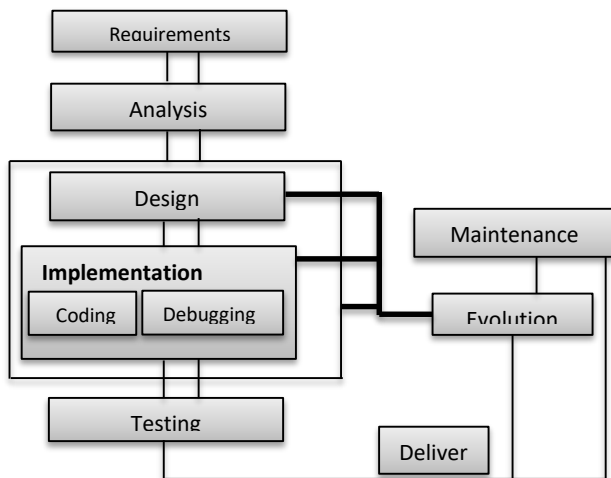 Requirements
Analysis
Design
Implementation
Coding
Debugging
Testing
Maintenance
Evolution
Deliver